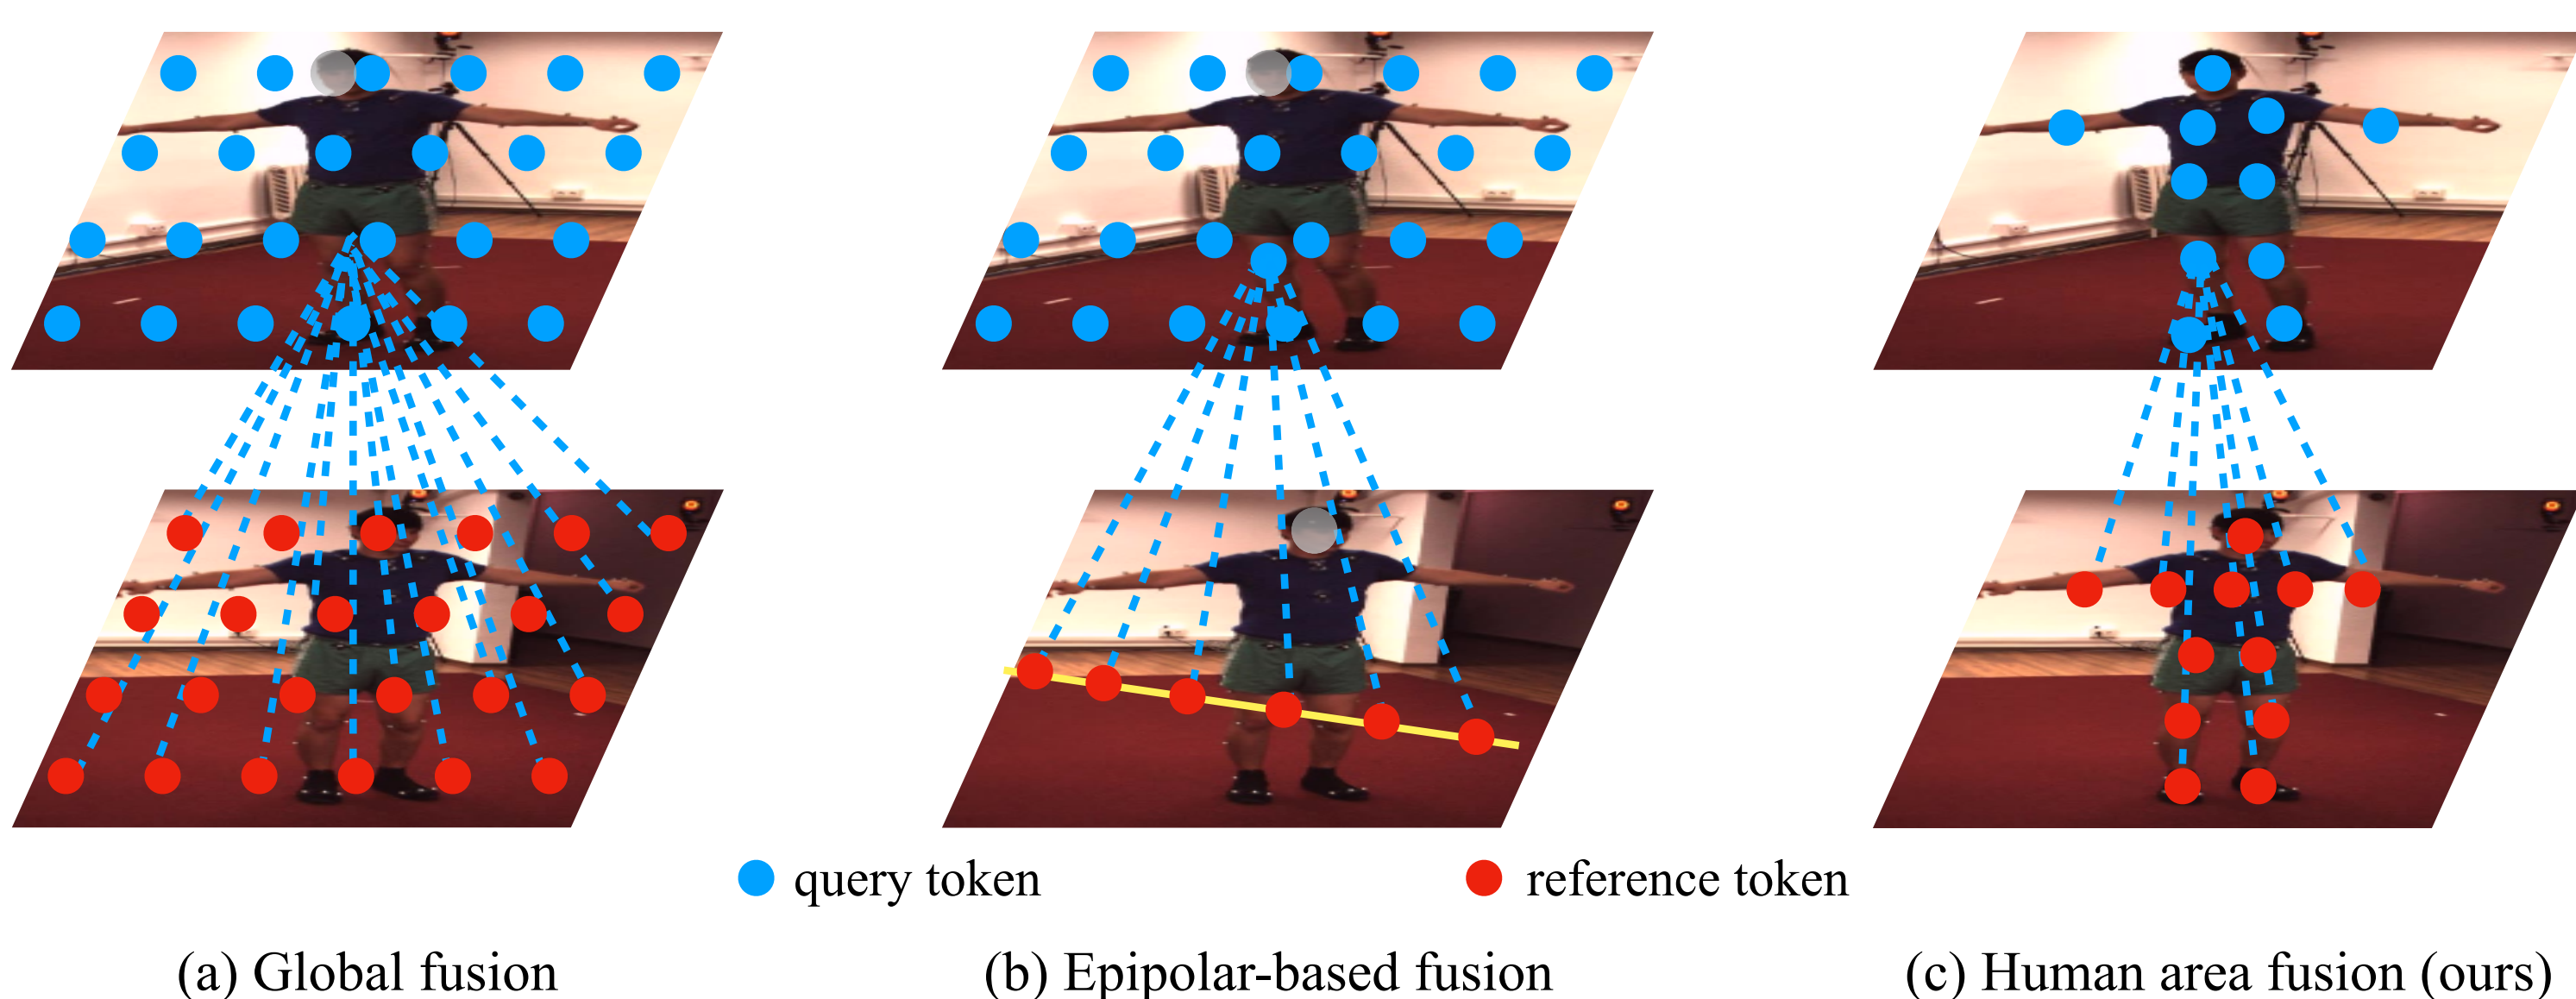 query token
reference token
(a) Global fusion
(b) Epipolar-based fusion
(c) Human area fusion (ours)